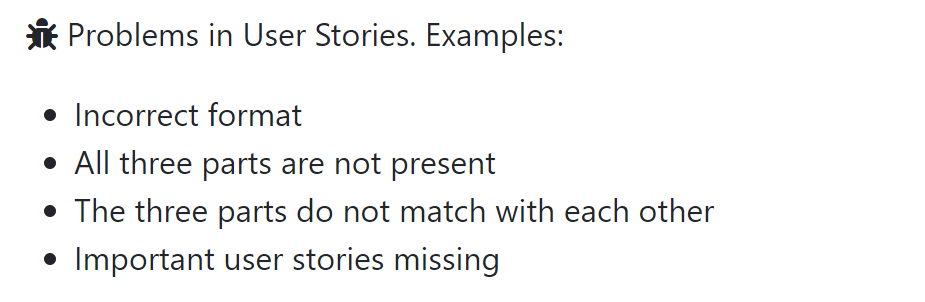 Problems in User Stories. Examples:
Incorrect format
All three parts are not present
The three parts do not match with each other
Important user stories missing